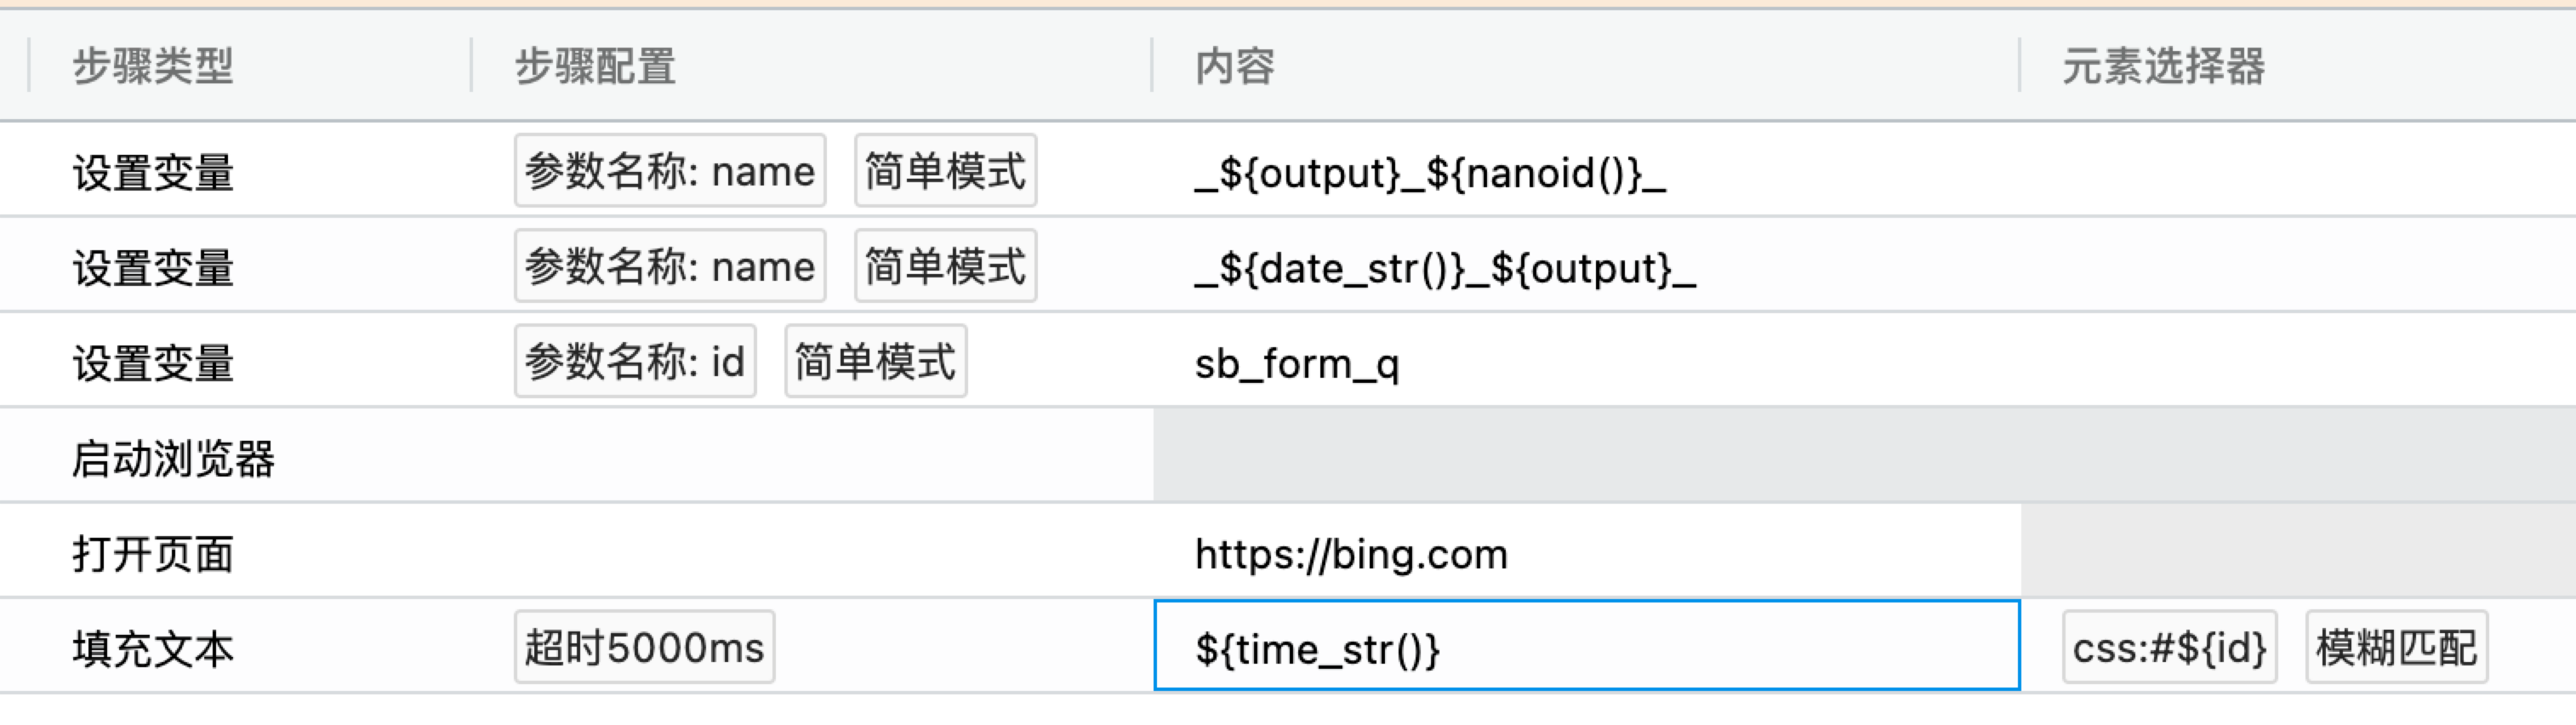 步骤类型 步骤配置 内容 元素选择器
设置变量 参数名称: name 简单模式 _${output}_${nanoid()}_
设置变量 参数名称: name 简单模式 _${date_str()}_${output}_
设置变量 参数名称: id 简单模式 sb_form_q
启动浏览器
打开页面 https://bing.com
填充文本 超时5000ms ${time_str()} css:#${id} 模糊匹配